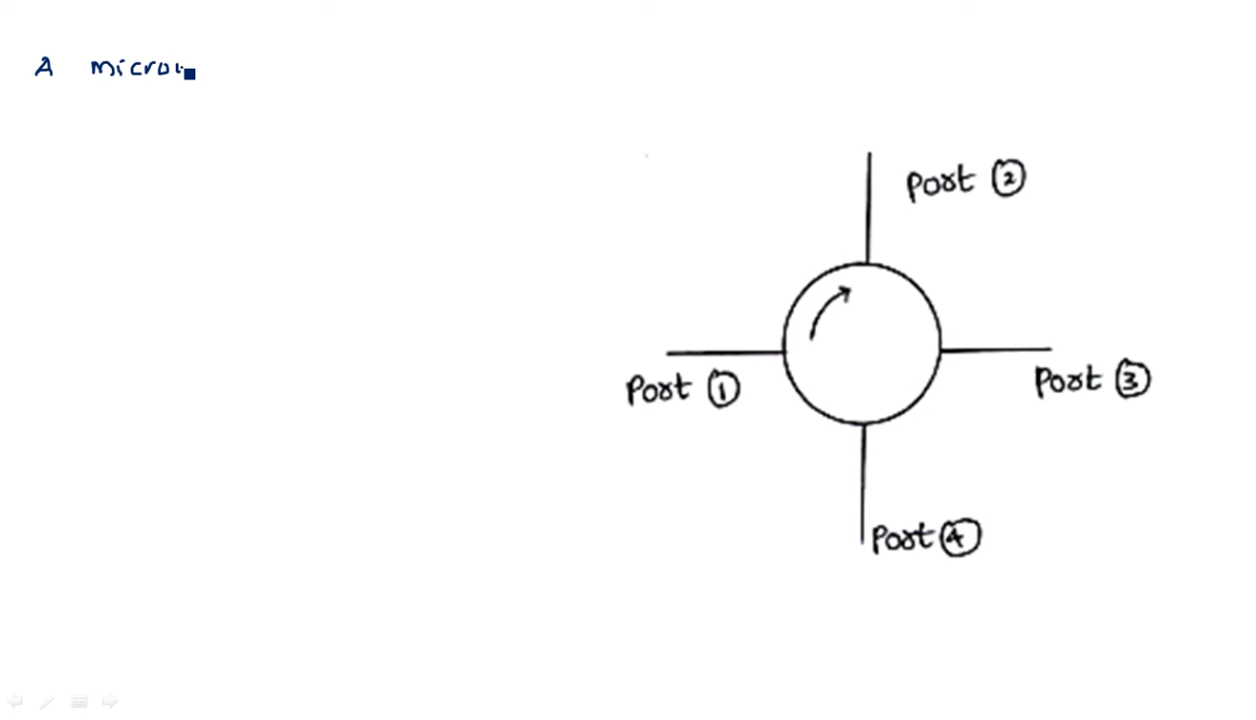 A micro
Port ②
Port ①
Port ③
Port ④